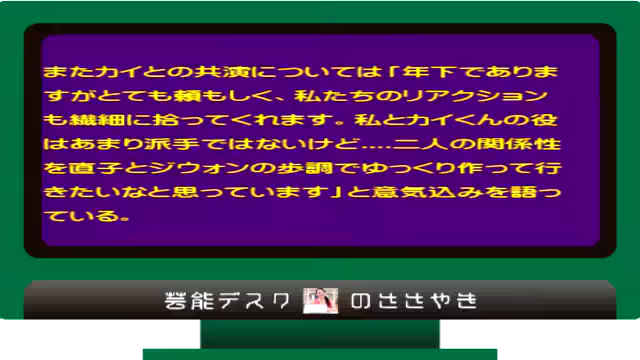 またカイとの共演については「年下でありま
すがとても頼もしく、私たちのリアクション
も繊細に拾ってくれます。私とカイくんの役
はあまり派手ではないけど....二人の関係性
を直子とジウォンの歩調でゆっくり作って行
きたいなと思っています」と意気込みを語っ
ている。
芸能デスク のささやき